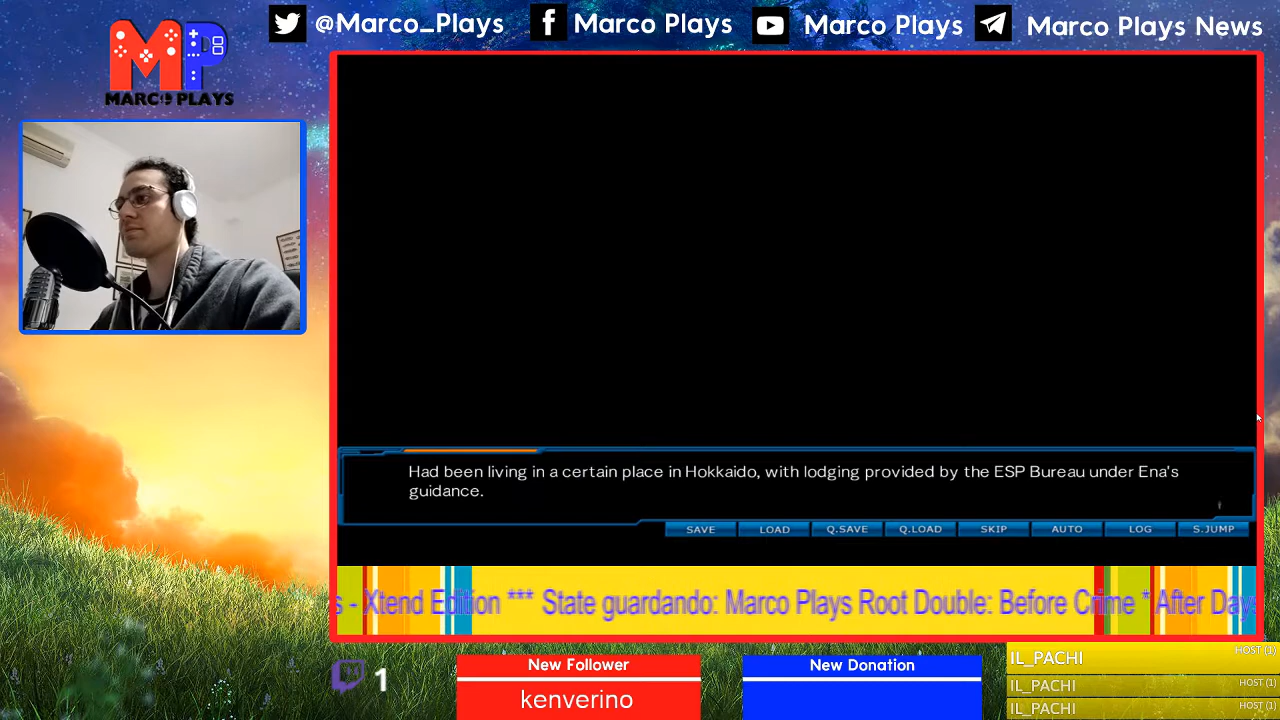 @Marco_Plays
Marco Plays
Marco Plays
Marco Plays News
MP
MARCO PLAYS
Had been living in a certain place in Hokkaido, with lodging provided by the ESP Bureau under Ena's
guidance.
SAVE
LOAD
Q.SAVE
Q.LOAD
SKIP
AUTO
LOG
S.JUMP
s - Xtend Edition *** State guardando: Marco Plays Root Double: Before Crime * After Days
1
New Follower
kenverino
New Donation
IL_PACHI HOST (1)
IL_PACHI HOST (1)
IL_PACHI HOST (1)